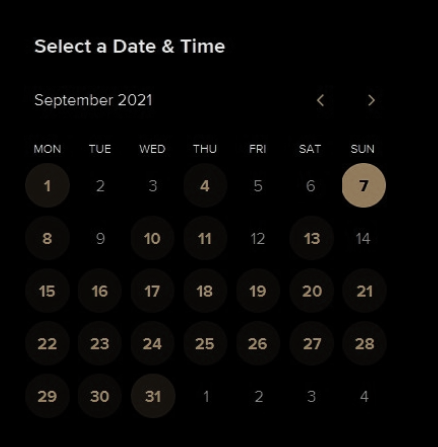 Select a Date & Time
September 2021
MON TUE WED THU FRI SAT SUN
1 2 3 4 5 6 7
8 9 10 11 12 13 14
15 16 17 18 19 20 21
22 23 24 25 26 27 28
29 30 31 1 2 3 4